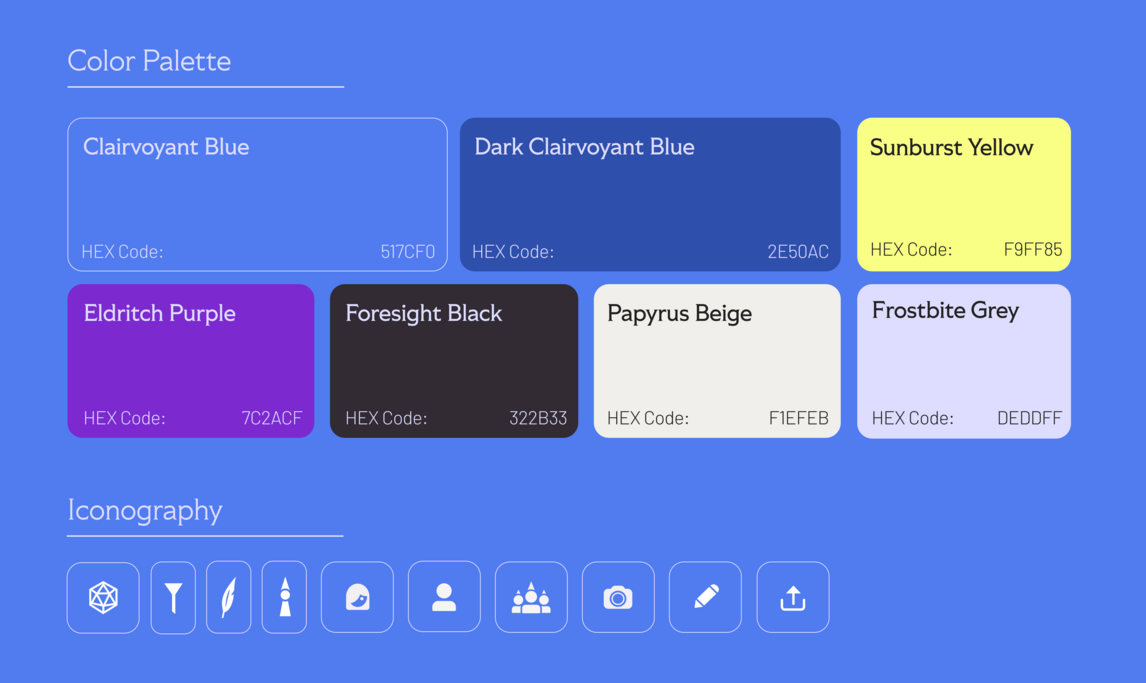 Color Palette
Clairvoyant Blue
HEX Code: 517CF0
Dark Clairvoyant Blue
HEX Code: 2E50AC
Sunburst Yellow
HEX Code: F9FF85
Eldritch Purple
HEX Code: 7C2ACF
Foresight Black
HEX Code: 322B33
Papyrus Beige
HEX Code: F1EFEB
Frostbite Grey
HEX Code: DEDDFF
Iconography